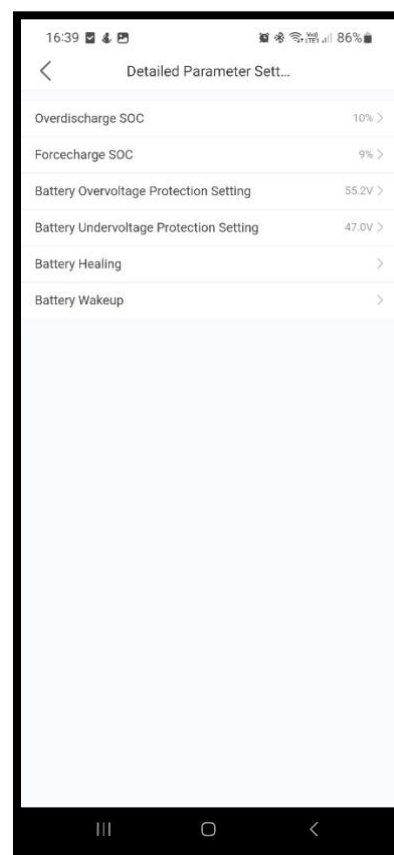 16:39 86%
Detailed Parameter Sett...
Overdischarge SOC 10%
Forcecharge SOC 9%
Battery Overvoltage Protection Setting 55.2V
Battery Undervoltage Protection Setting 47.0V
Battery Healing
Battery Wakeup